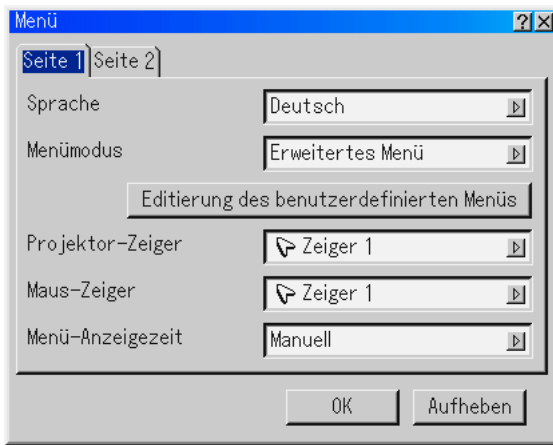 Menü
Seite 1 Seite 2
Sprache Deutsch
Menümodus Erweitertes Menü
Editierung des benutzerdefinierten Menüs
Projektor-Zeiger Zeiger 1
Maus-Zeiger Zeiger 1
Menü-Anzeigezeit Manuell
OK Aufheben